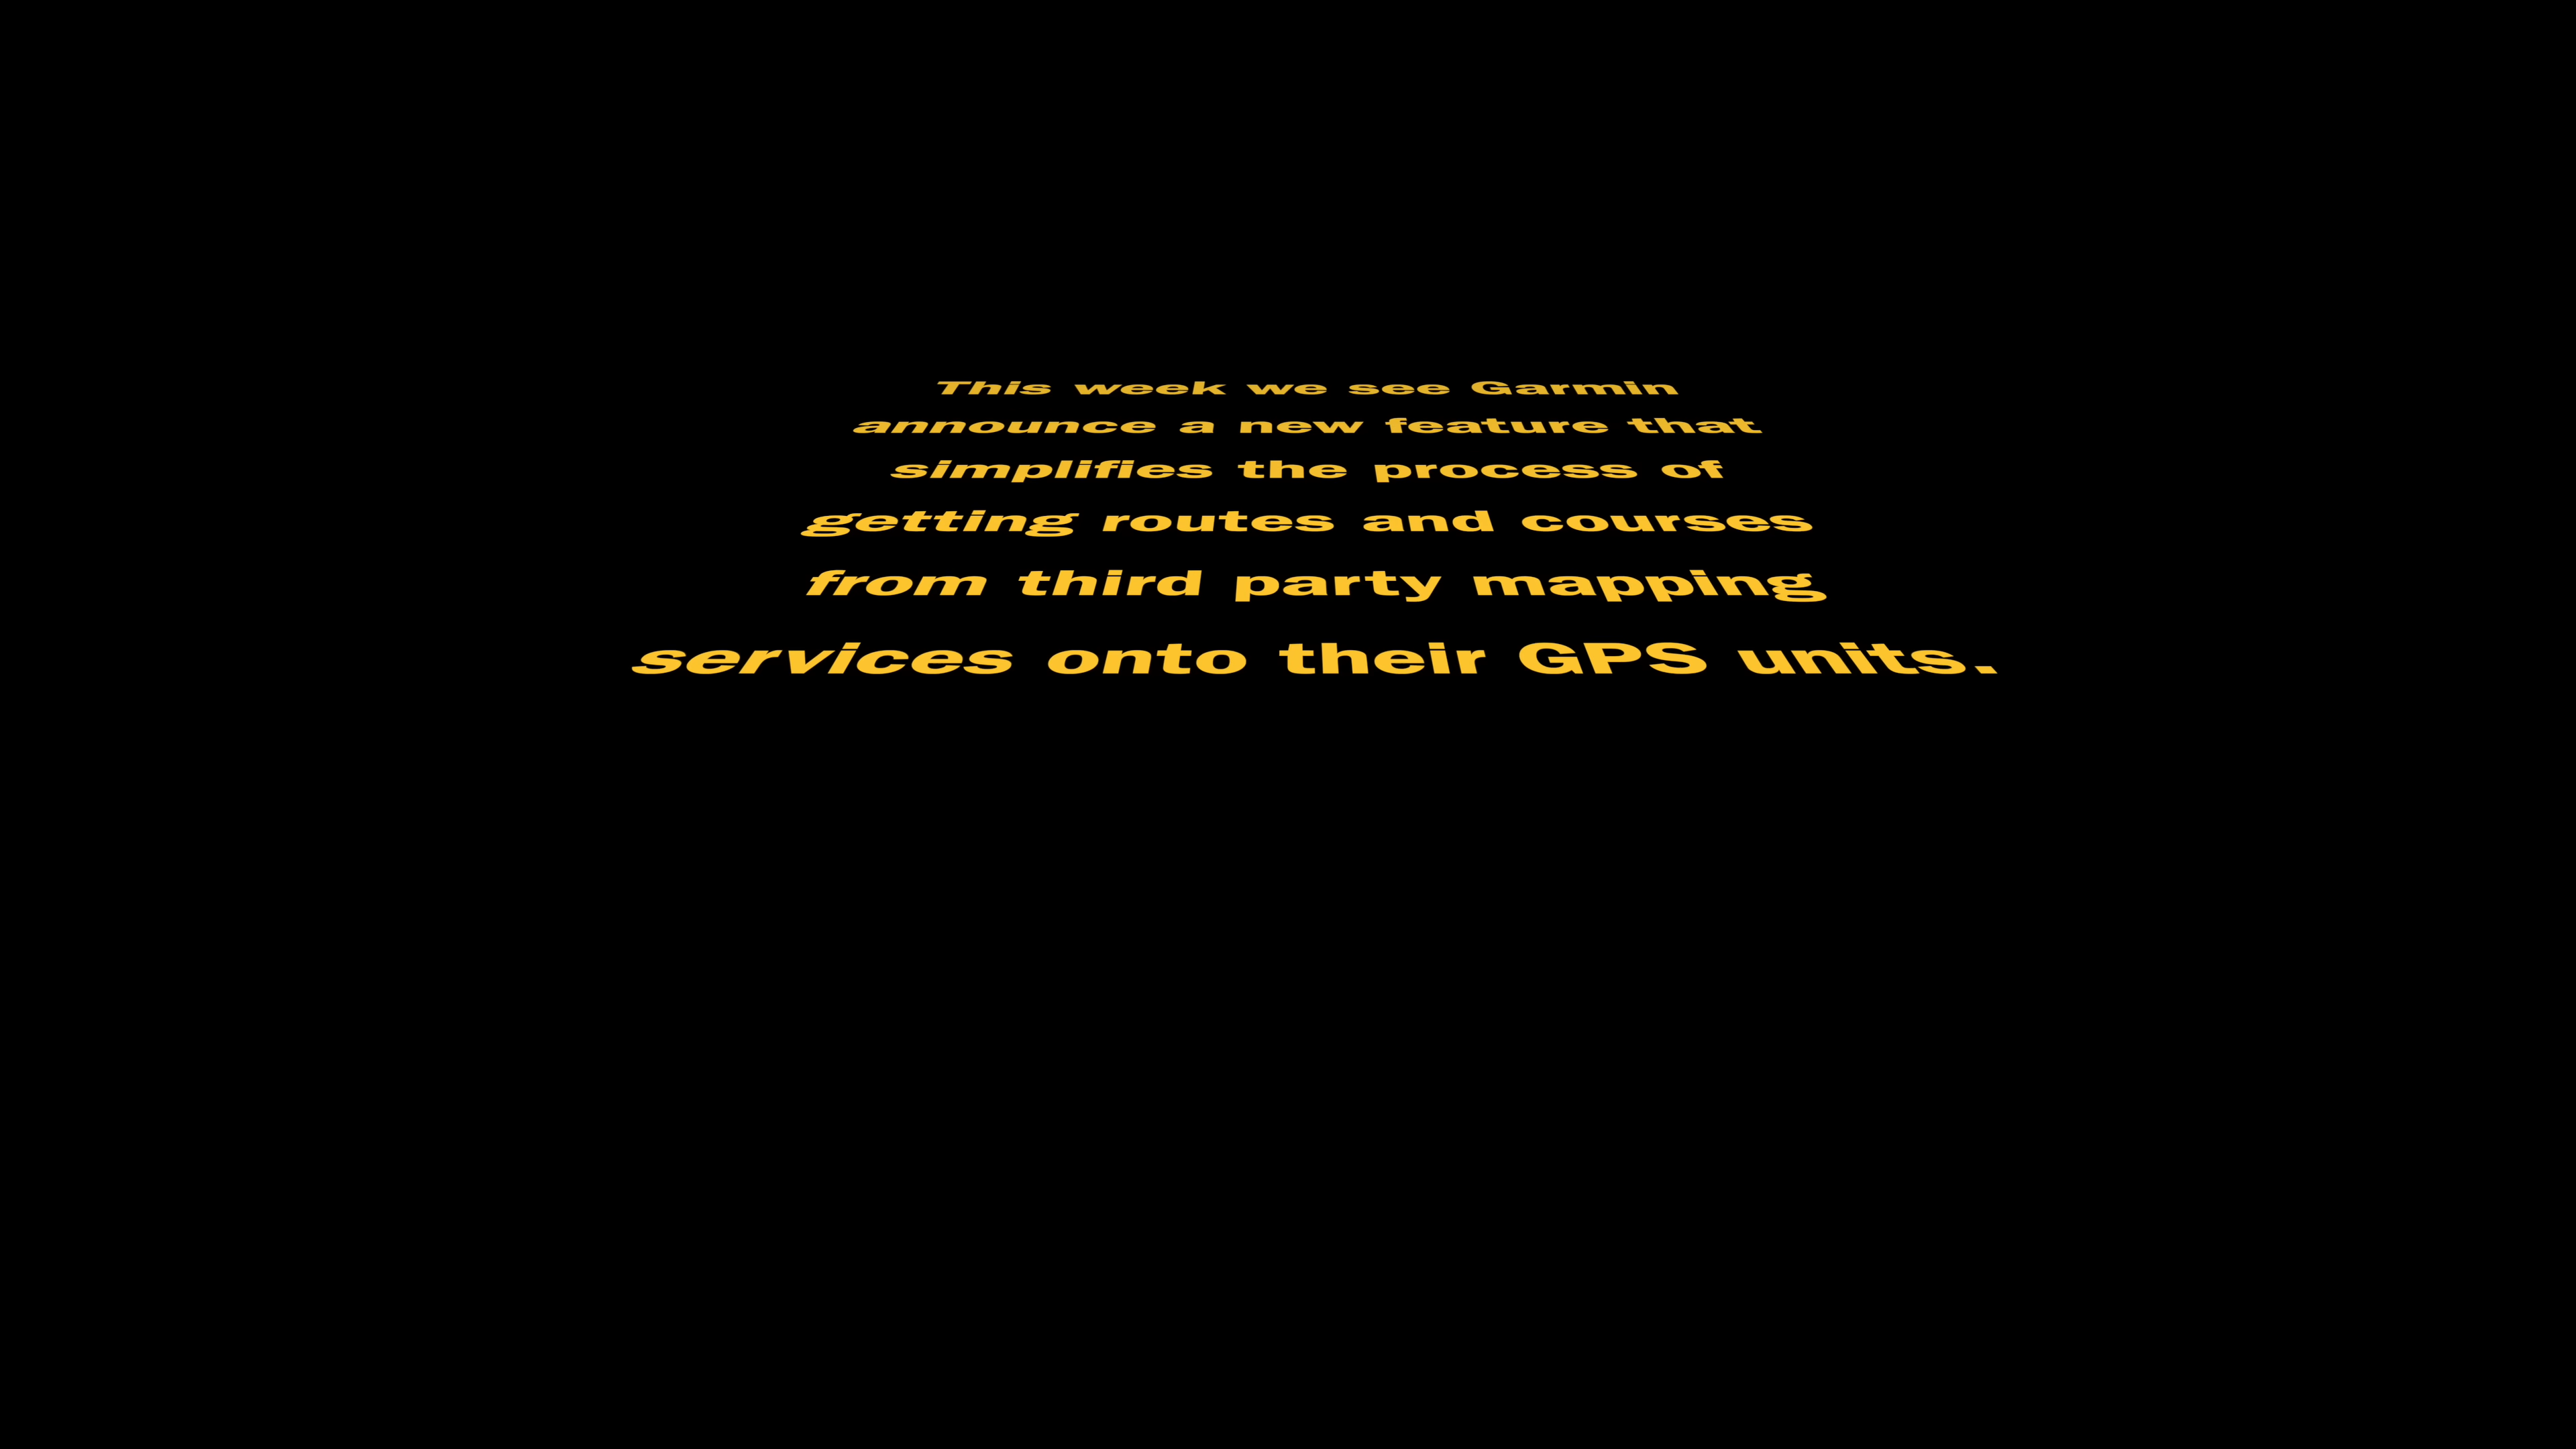 This week we see Garmin
announce a new feature that
simplifies the process of
getting routes and courses
from third party mapping
services onto their GPS units.